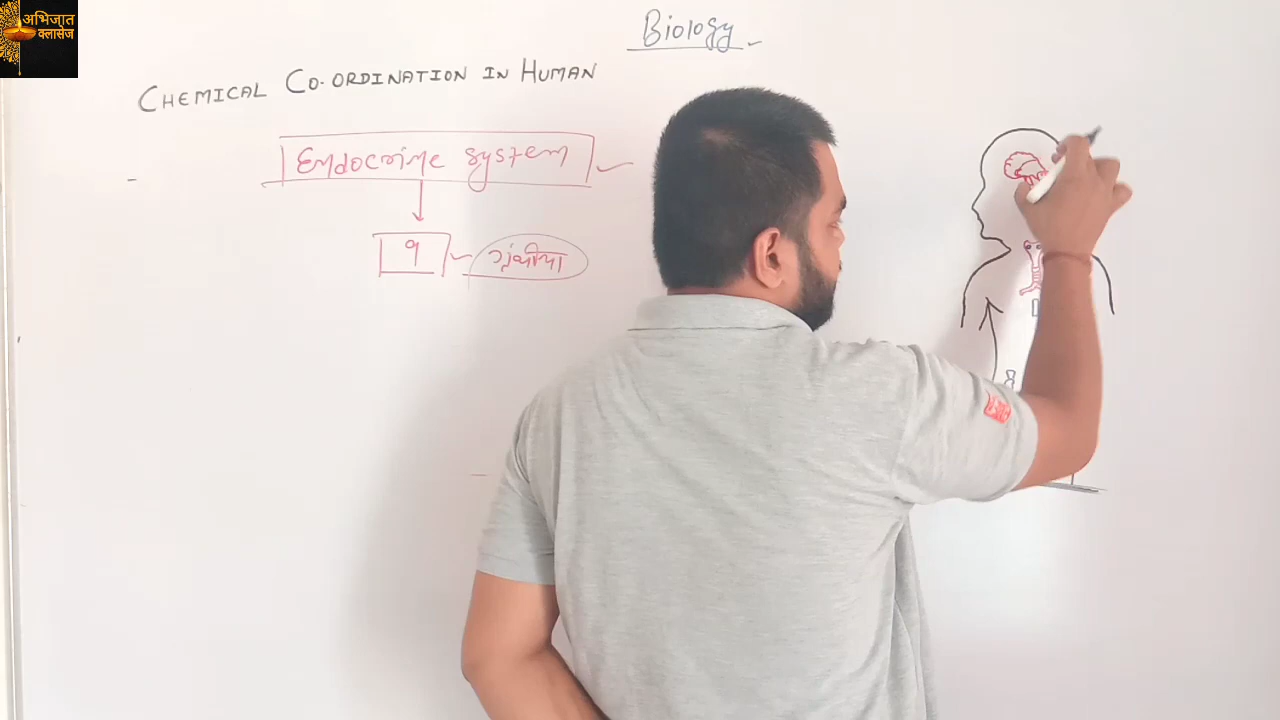 अभिजात
क्लासेज
Biology
CHEMICAL CO-ORDINATION IN HUMAN
Endocrine system
9
ग्रंथीया